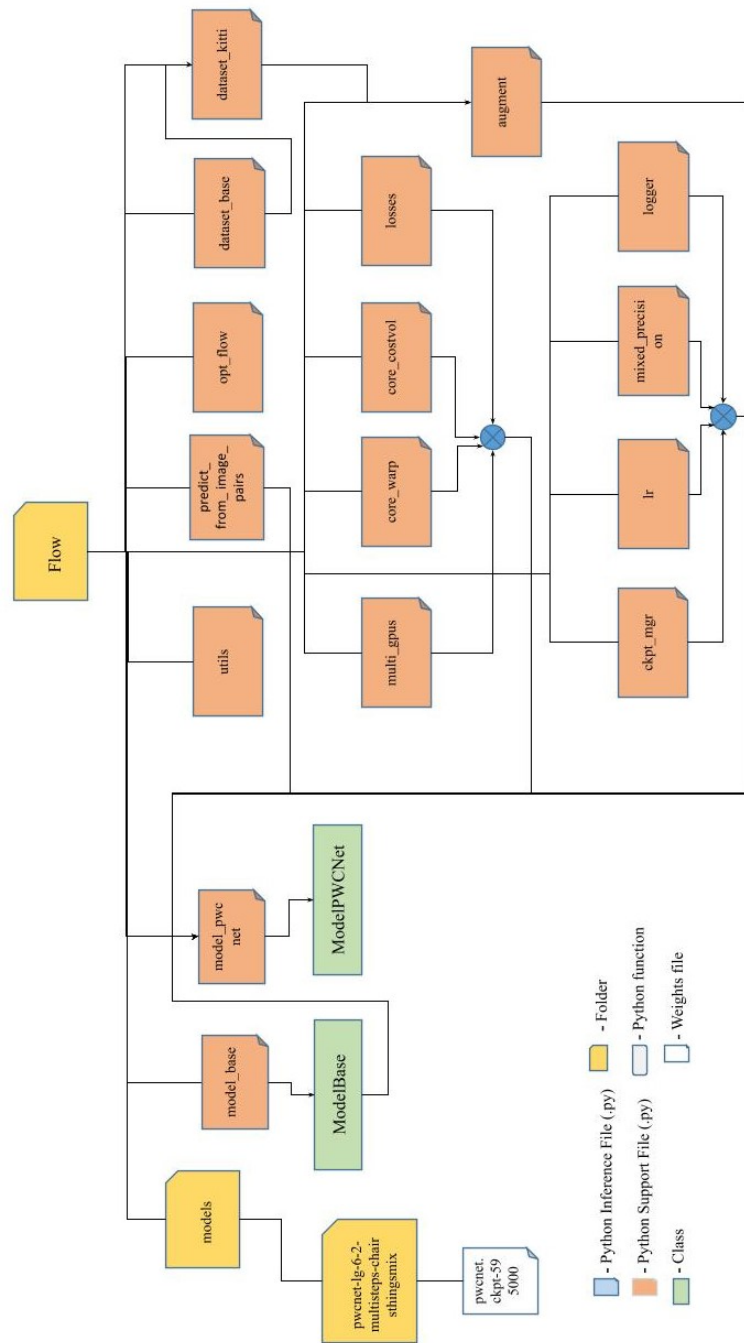 Flow
models
model_base
model_pwc
net
utils
predict_
from_image_
pairs
opt_flow
dataset_base
dataset_kitti
pwcnet-lg-6-2-
multisteps-chair
sthingsmix
ModelBase
ModelPWCNet
multi_gpus
core_warp
core_costvol
losses
augment
pwcnet.
ckpt-59
5000
ckpt_mgr
lr
mixed_precisi
on
logger
- Python Inference File (.py)
- Folder
- Python Support File (.py)
- Python function
- Class
- Weights file